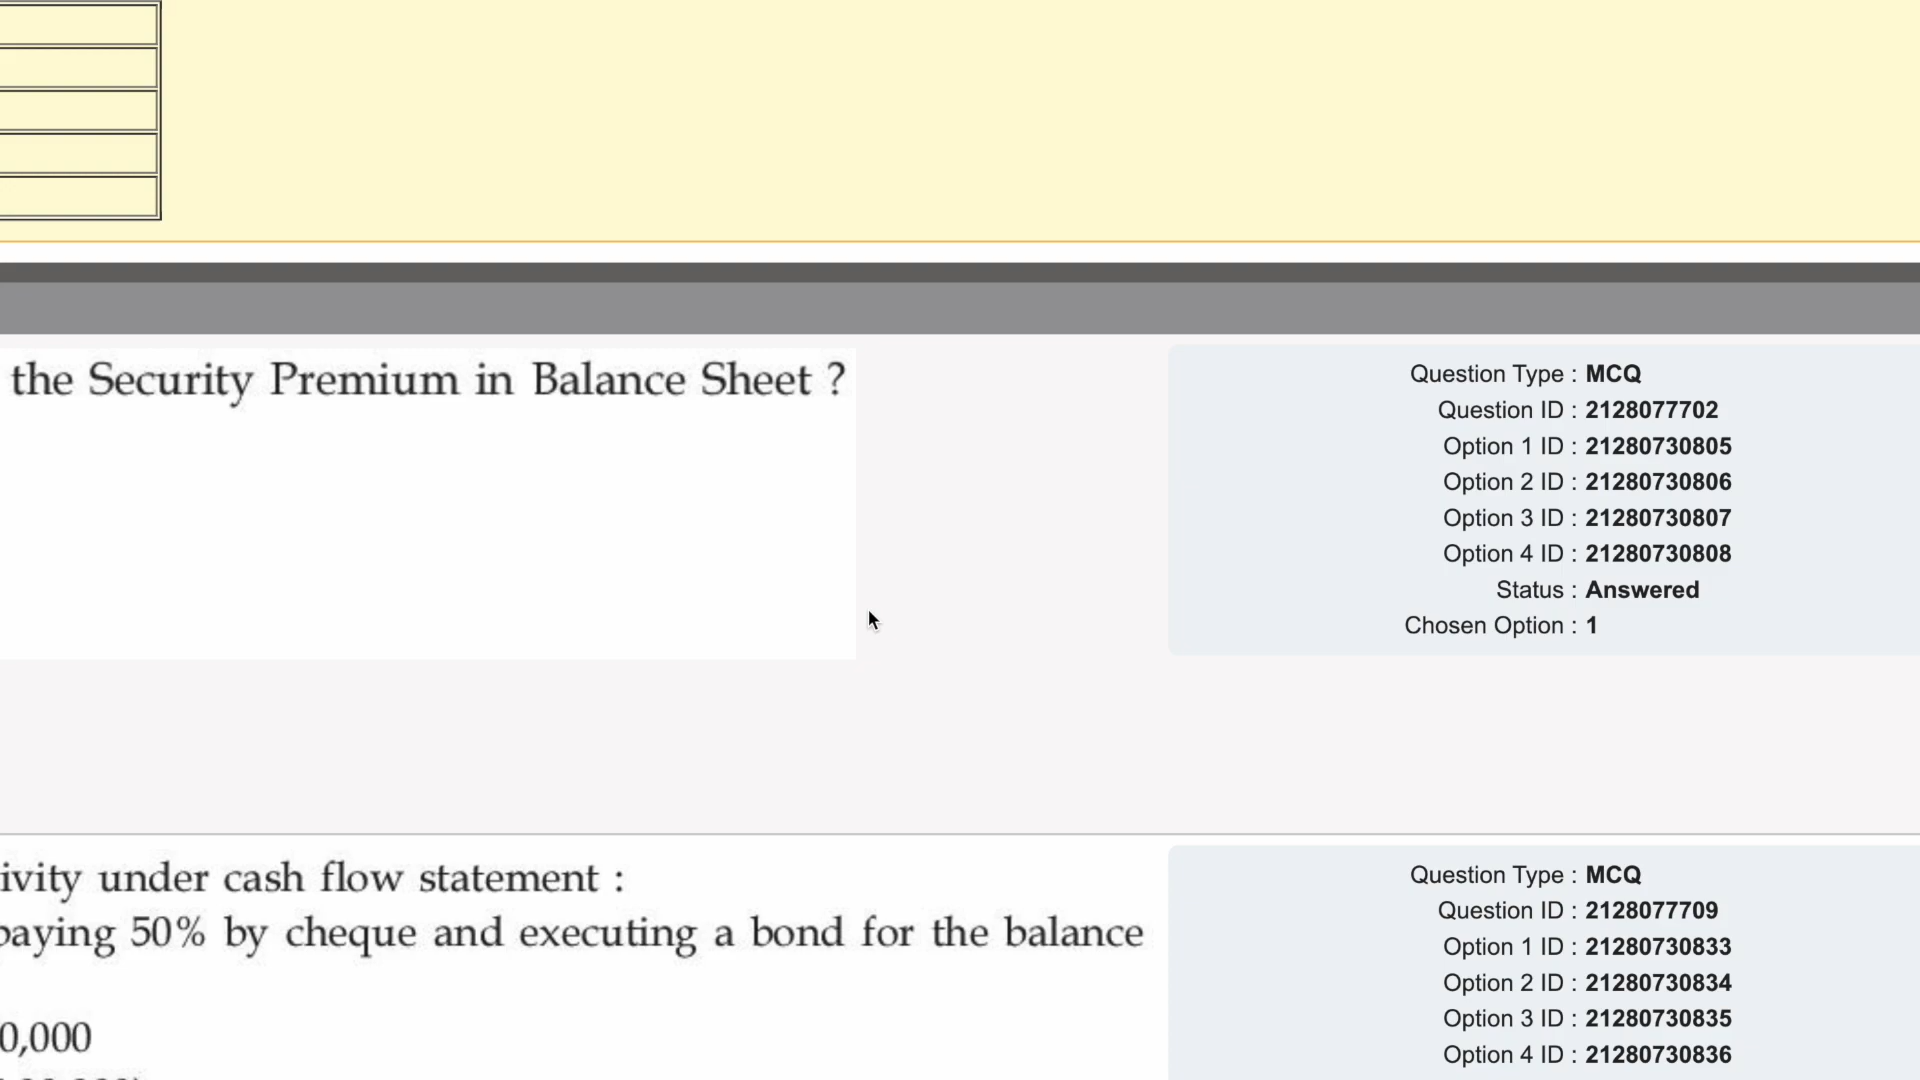 the Security Premium in Balance Sheet ?
Question Type : MCQ
Question ID : 2128077702
Option 1 ID : 21280730805
Option 2 ID : 21280730806
Option 3 ID : 21280730807
Option 4 ID : 21280730808
Status : Answered
Chosen Option : 1
ivity under cash flow statement :
paying 50% by cheque and executing a bond for the balance
0,000
Question Type : MCQ
Question ID : 2128077709
Option 1 ID : 21280730833
Option 2 ID : 21280730834
Option 3 ID : 21280730835
Option 4 ID : 21280730836